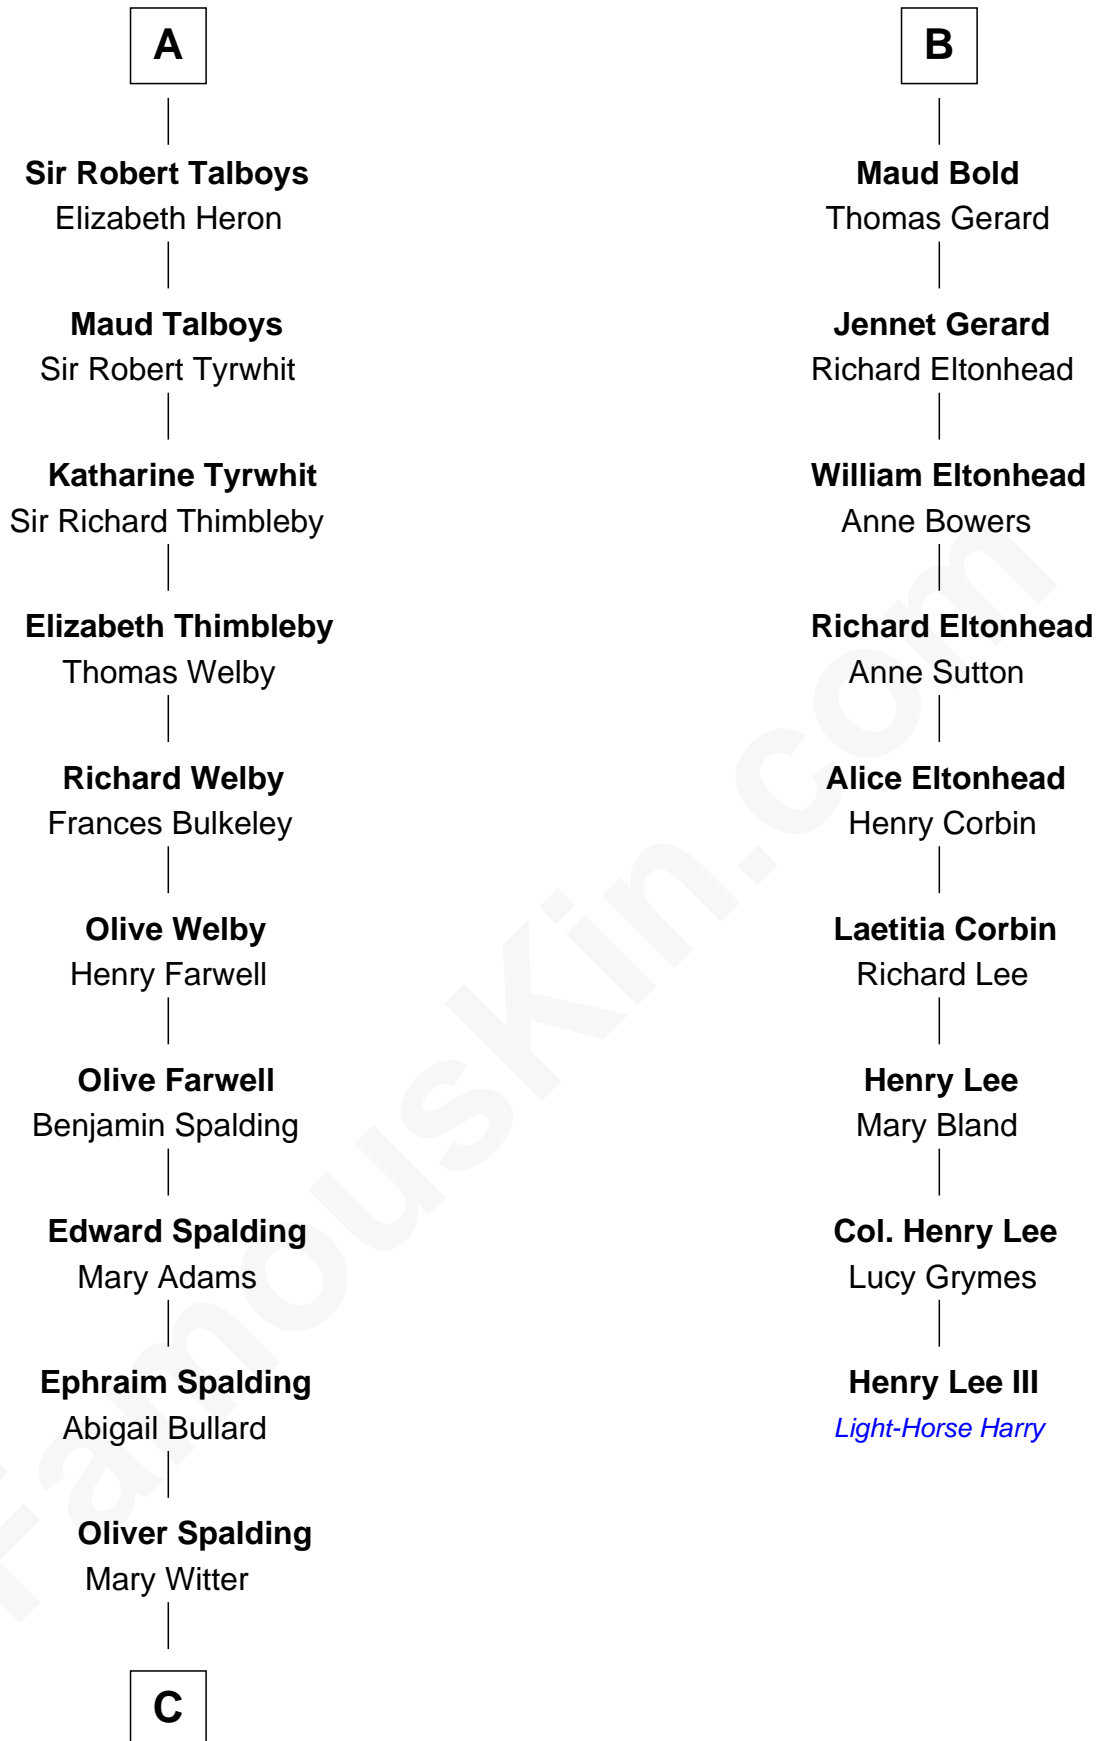 A
Sir Robert Talboys
Elizabeth Heron
Maud Talboys
Sir Robert Tyrwhit
Katharine Tyrwhit
Sir Richard Thimbleby
Elizabeth Thimbleby
Thomas Welby
Richard Welby
Frances Bulkeley
Olive Welby
Henry Farwell
Olive Farwell
Benjamin Spalding
Edward Spalding
Mary Adams
Ephraim Spalding
Abigail Bullard
Oliver Spalding
Mary Witter
C
B
Maud Bold
Thomas Gerard
Jennet Gerard
Richard Eltonhead
William Eltonhead
Anne Bowers
Richard Eltonhead
Anne Sutton
Alice Eltonhead
Henry Corbin
Laetitia Corbin
Richard Lee
Henry Lee
Mary Bland
Col. Henry Lee
Lucy Grymes
Henry Lee III
Light-Horse Harry
FamousKin.com